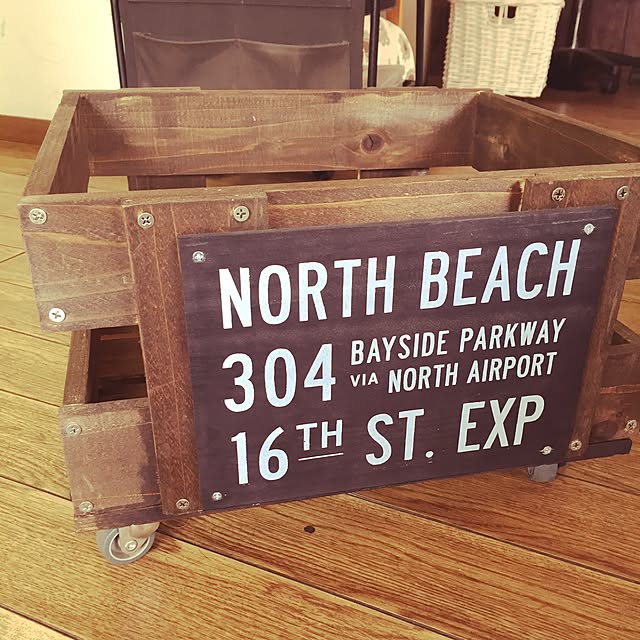 NORTH BEACH
304 BAYSIDE PARKWAY
VIA NORTH AIRPORT
16TH ST. EXP